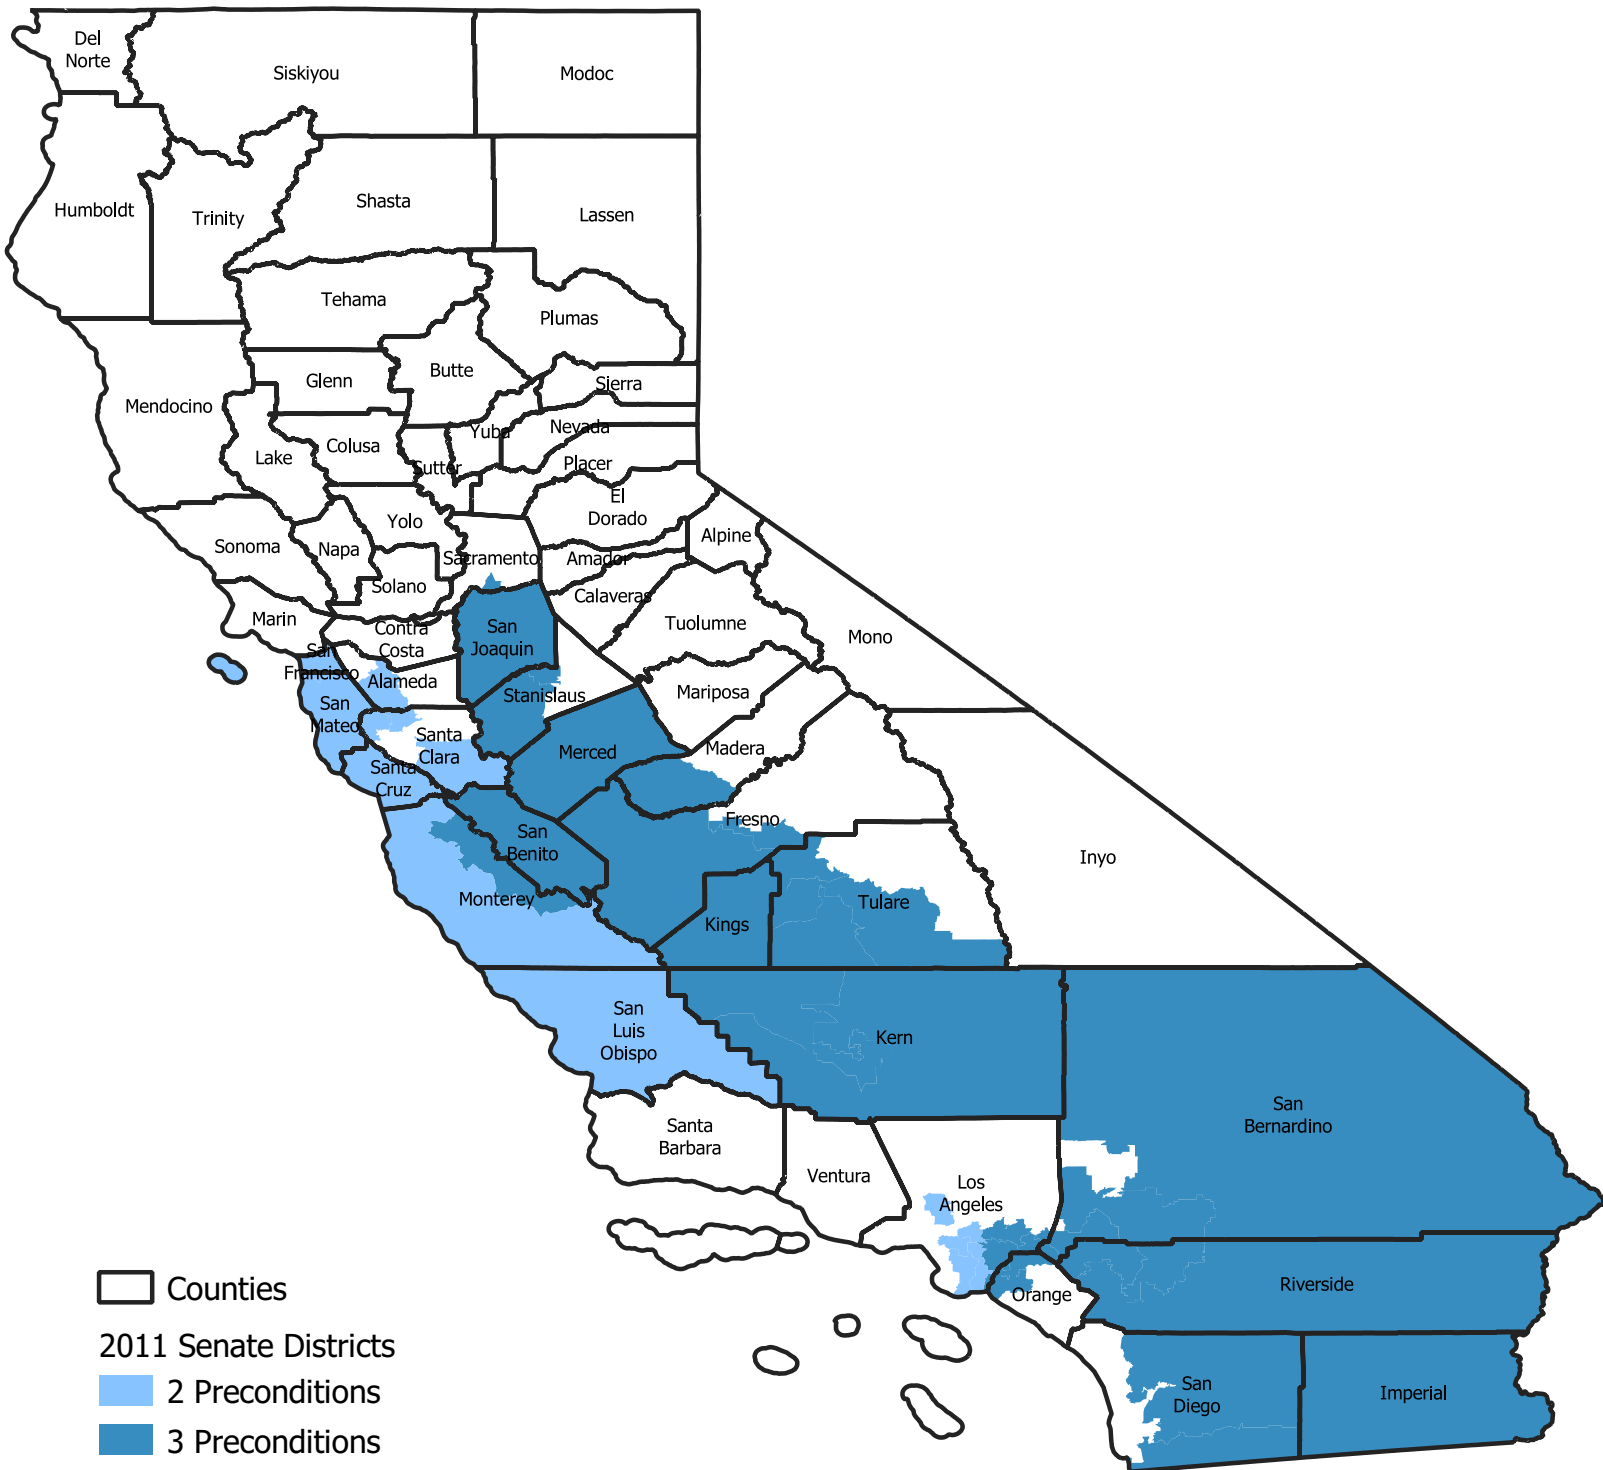 Del
Norte
Siskiyou
Modoc
Humboldt
Trinity
Shasta
Lassen
Tehama
Plumas
Mendocino
Glenn
Butte
Sierra
Lake
Colusa
Sutter
Yuba
Nevada
Placer
El
Dorado
Sonoma
Napa
Yolo
Solano
Sacramento
Amador
Alpine
Calaveras
Marin
Contra
Costa
San
Joaquin
Tuolumne
Mono
San
Francisco
Alameda
Stanislaus
Mariposa
San
Mateo
Santa
Clara
Merced
Madera
Santa
Cruz
San
Benito
Fresno
Inyo
Monterey
Kings
Tulare
San
Luis
Obispo
Kern
San
Bernardino
Santa
Barbara
Ventura
Los
Angeles
Orange
Riverside
San
Diego
Imperial
Counties
2011 Senate Districts
2 Preconditions
3 Preconditions